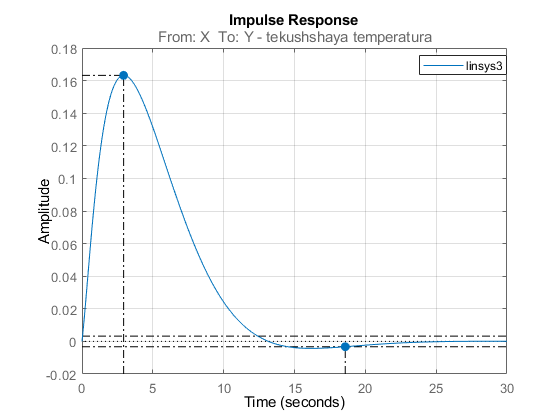 Impulse Response
From: X To: Y - tekushshaya temperatura
linsys3
Amplitude
0.18
0.16
0.14
0.12
0.1
0.08
0.06
0.04
0.02
0
-0.02
0 5 10 15 20 25 30
Time (seconds)